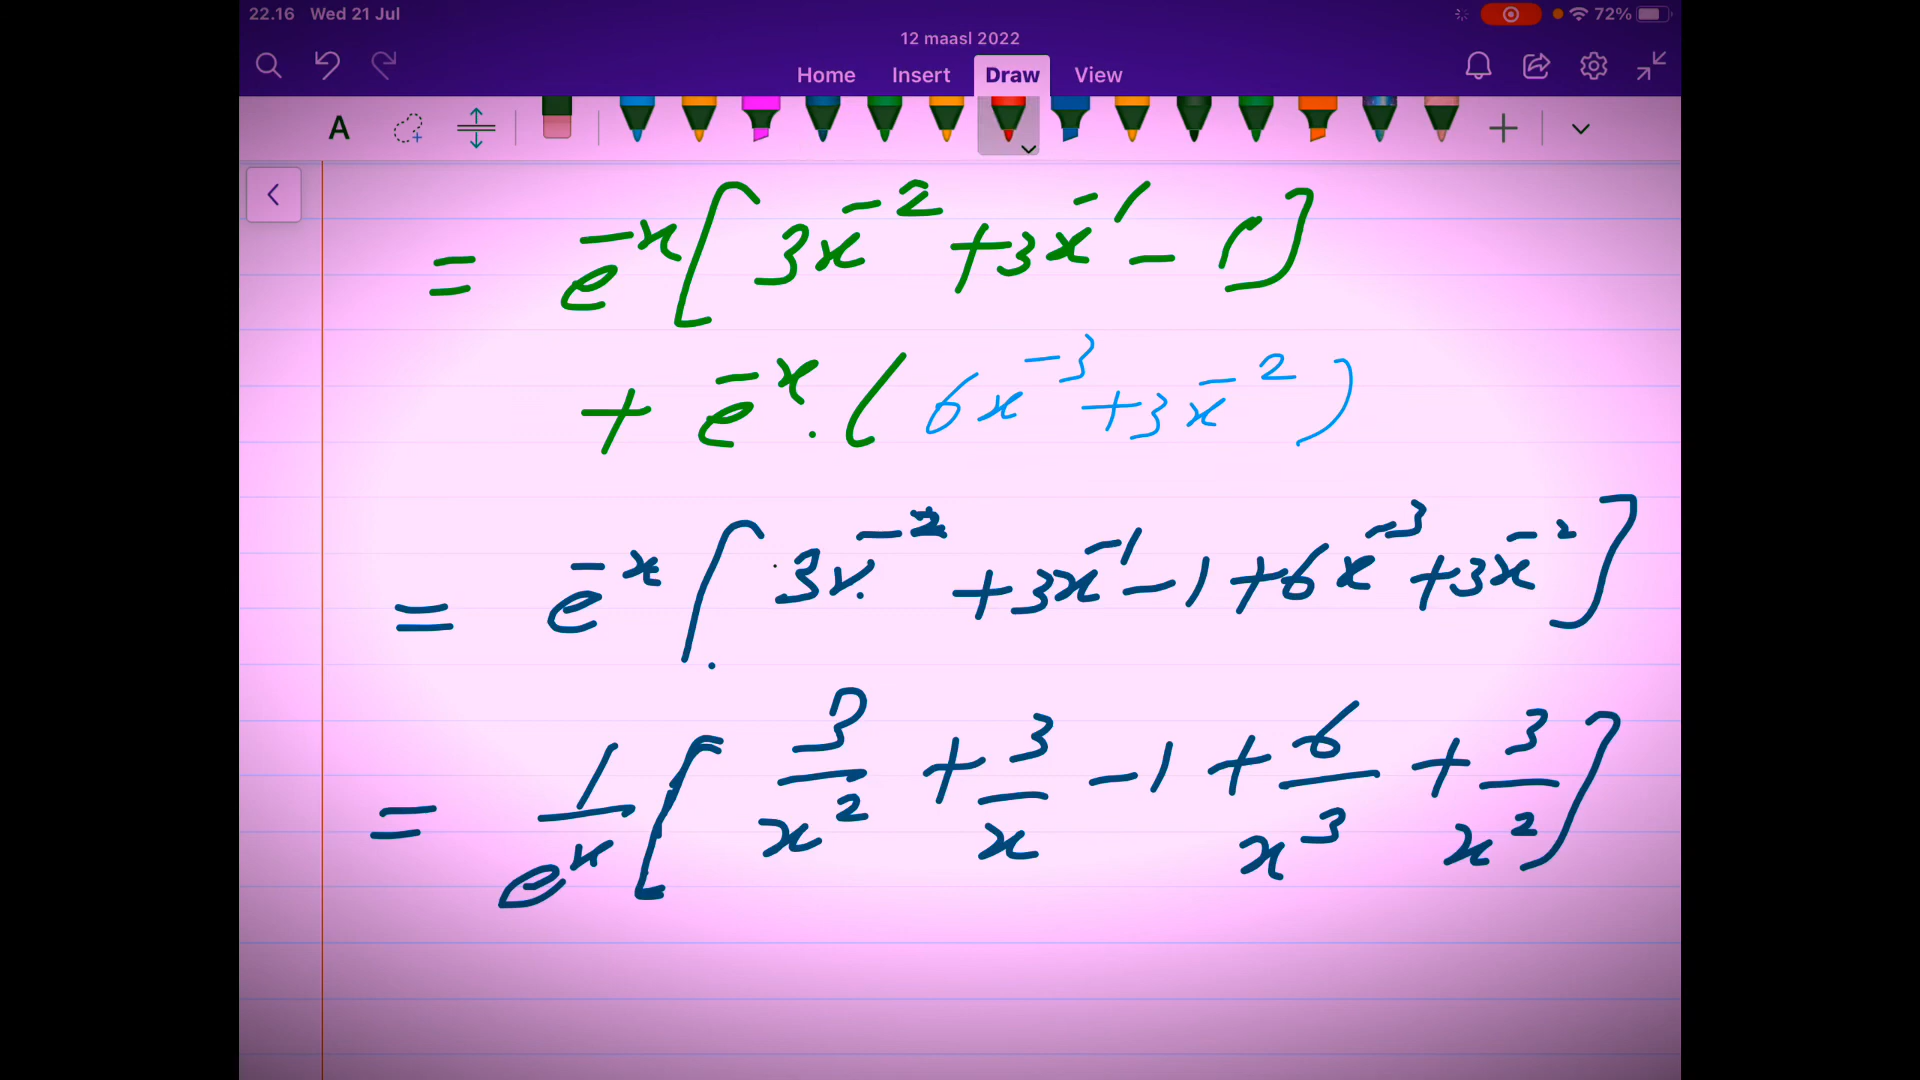 22.16 Wed 21 Jul 72%
12 maasl 2022
Home Insert Draw View
A
= e^{-x} [ 3x^{-2} + 3x^{-1} - 1 ]
+ e^{-x} . ( 6x^{-3} + 3x^{-2} )
= e^{-x} [ 3x^{-2} + 3x^{-1} - 1 + 6x^{-3} + 3x^{-2} ]
= 1/e^x [ 3/x^2 + 3/x - 1 + 6/x^3 + 3/x^2 ]